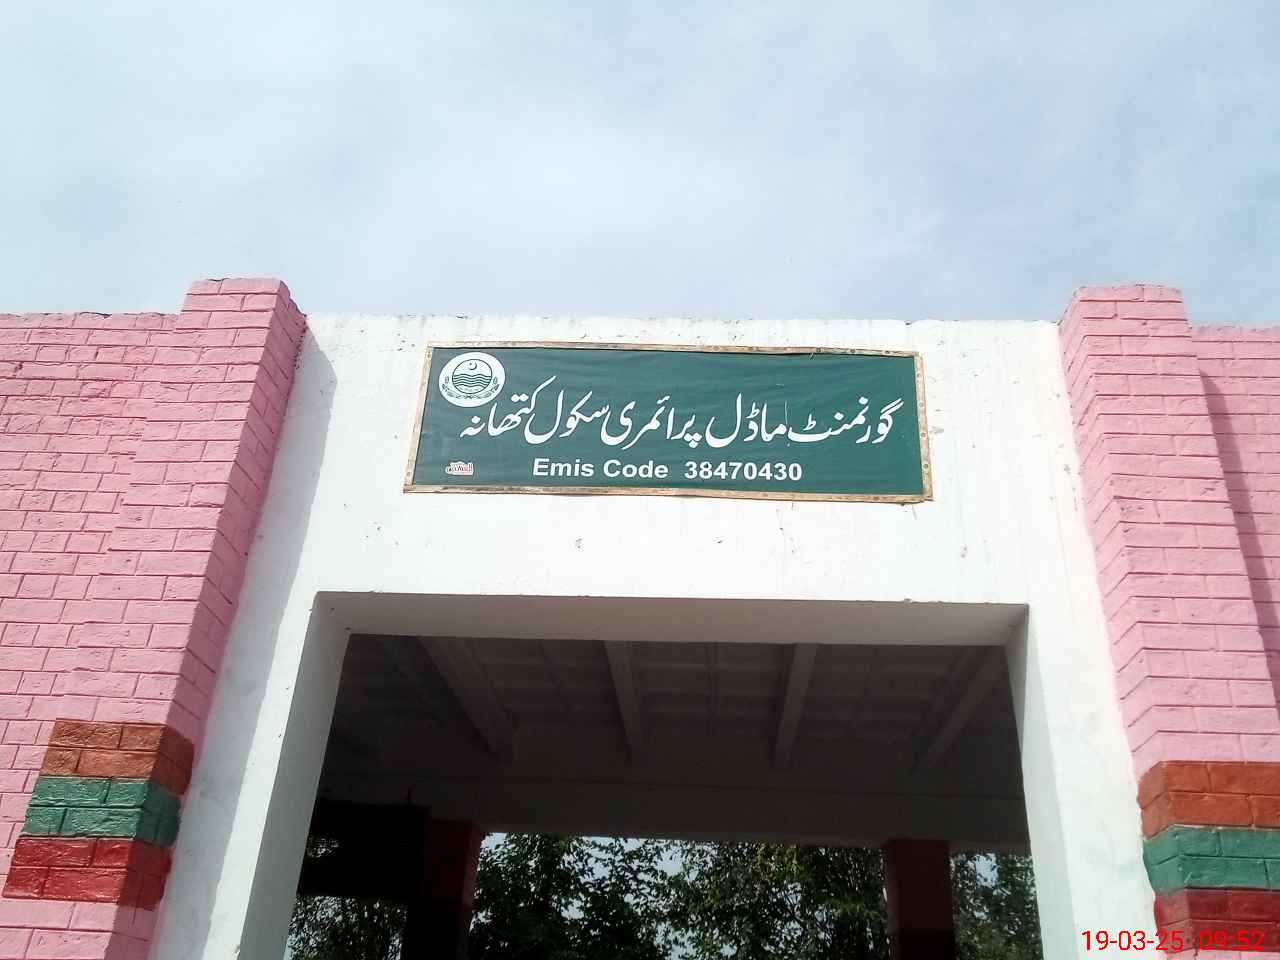 گورنمنٹ ماڈل پرائمری سکول کتھانہ
Emis Code 38470430
19-03-25 09:52